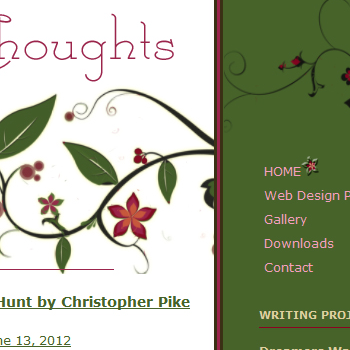 houghts
HOME
Web Design P
Gallery
Downloads
Contact
Hunt by Christopher Pike
ne 13, 2012
WRITING PROJ